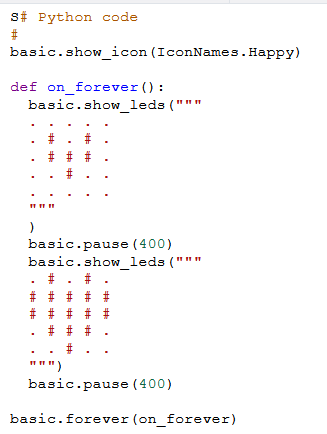 S# Python code
#
basic.show_icon(IconNames.Happy)

def on_forever():
  basic.show_leds("""
  . . . . .
  . # . # .
  . # # # .
  . . # . .
  . . . . .
  """
  )
  basic.pause(400)
  basic.show_leds("""
  . # . # .
  # # # # #
  # # # # #
  . # # # .
  . . # . .
  """)
  basic.pause(400)

basic.forever(on_forever)